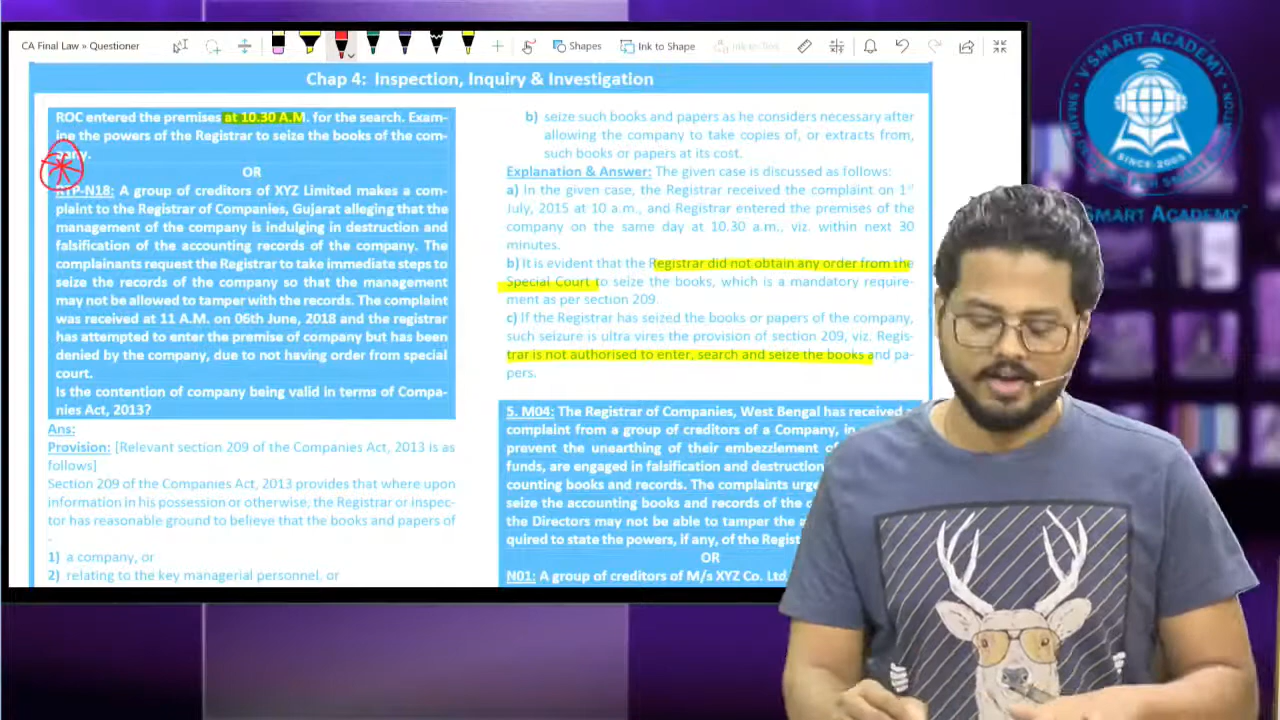 CA Final Law » Questioner
Shapes
Ink to Shape
Ink to Text
Chap 4: Inspection, Inquiry & Investigation
ROC entered the premises at 10.30 A.M. for the search. Exam-
ine the powers of the Registrar to seize the books of the com-
pany.
OR
RTP-N18: A group of creditors of XYZ Limited makes a com-
plaint to the Registrar of Companies, Gujarat alleging that the
management of the company is indulging in destruction and
falsification of the accounting records of the company. The
complainants request the Registrar to take immediate steps to
seize the records of the company so that the management
may not be allowed to tamper with the records. The complaint
was received at 11 A.M. on 06th June, 2018 and the registrar
has attempted to enter the premise of company but has been
denied by the company, due to not having order from special
court.
Is the contention of company being valid in terms of Compa-
nies Act, 2013?
Ans:
Provision: [Relevant section 209 of the Companies Act, 2013 is as
follows]
Section 209 of the Companies Act, 2013 provides that where upon
information in his possession or otherwise, the Registrar or inspec-
tor has reasonable ground to believe that the books and papers of
-
1) a company, or
2) relating to the key managerial personnel, or
b) seize such books and papers as he considers necessary after
allowing the company to take copies of, or extracts from,
such books or papers at its cost.
Explanation & Answer: The given case is discussed as follows:
a) In the given case, the Registrar received the complaint on 1st
July, 2015 at 10 a.m., and Registrar entered the premises of the
company on the same day at 10.30 a.m., viz. within next 30
minutes.
b) It is evident that the Registrar did not obtain any order from the
Special Court to seize the books, which is a mandatory require-
ment as per section 209.
c) If the Registrar has seized the books or papers of the company,
such seizure is ultra vires the provision of section 209, viz. Regis-
trar is not authorised to enter, search and seize the books and pa-
pers.
5. M04: The Registrar of Companies, West Bengal has received a
complaint from a group of creditors of a Company, in
prevent the unearthing of their embezzlement of
funds, are engaged in falsification and destruction
counting books and records. The complaints urge
seize the accounting books and records of the
the Directors may not be able to tamper the
quired to state the powers, if any, of the Regist
OR
N01: A group of creditors of M/s XYZ Co. Ltd.
V'SMART ACADEMY
SINCE-2005
V'SMART ACADEMY